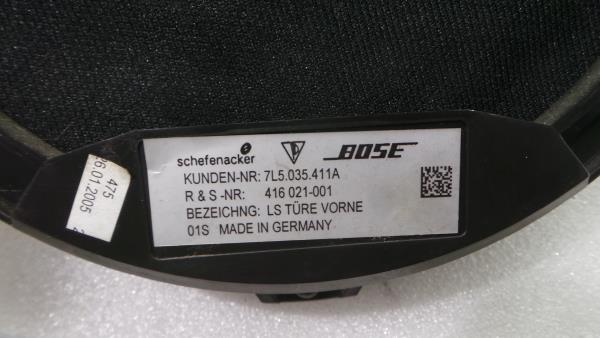 schefenacker BOSE
KUNDEN-NR: 7L5.035.411A
R & S -NR: 416 021-001
BEZEICHNG: LS TÜRE VORNE
01S MADE IN GERMANY
475
26.01.2005